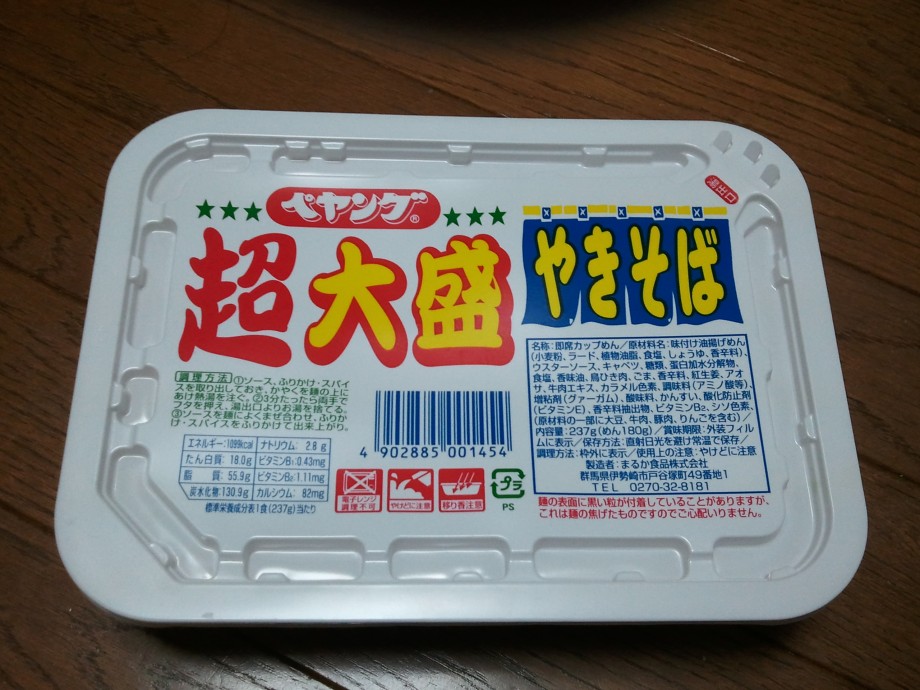 湯出口
★★★ ペヤング® ★★★
超大盛
やきそば
調理方法 ①ソース、ふりかけ・スパイ
スを取り出しておき、かやくを麺の上に
あけ熱湯を注ぐ。②3分たったら両手で
フタを押え、湯出口よりお湯を捨てる。
③ソースを麺によくまぜ合わせ、ふりか
け・スパイスをふりかけて出来上がり。
エネルギー:1099kcal ナトリウム: 2.8g
たん白質: 18.0g ビタミンB₁:0.43mg
脂 質: 55.9g ビタミンB₂:1.11mg
炭水化物:130.9g カルシウム: 82mg
標準栄養成分表1食(237g)当たり
4 902885 001454
電子レンジ
調理不可
やけどに注意
移り香注意
プラ
PS
名称:即席カップめん/原材料名:味付け油揚げめん
(小麦粉、ラード、植物油脂、食塩、しょうゆ、香辛料)、
ウスターソース、キャベツ、糖類、蛋白加水分解物、
食塩、香味油、鳥ひき肉、ごま、香辛料、紅生姜、アオ
サ、牛肉エキス、カラメル色素、調味料(アミノ酸等)、
増粘剤(グァーガム)、酸味料、かんすい、酸化防止剤
(ビタミンE)、香辛料抽出物、ビタミンB₂、シソ色素、
(原材料の一部に大豆、牛肉、豚肉、りんごを含む)/
内容量:237g(めん180g)/賞味期限:外装フィル
ムに表示/保存方法:直射日光を避け常温で保存/
調理方法:枠外に表示/使用上の注意:やけどに注意
製造者:まるか食品株式会社
群馬県伊勢崎市戸谷塚町49番地1
TEL 0270-32-8181
麺の表面に黒い粒が付着していることがありますが、
これは麺の焦げたものですのでご心配いりません。